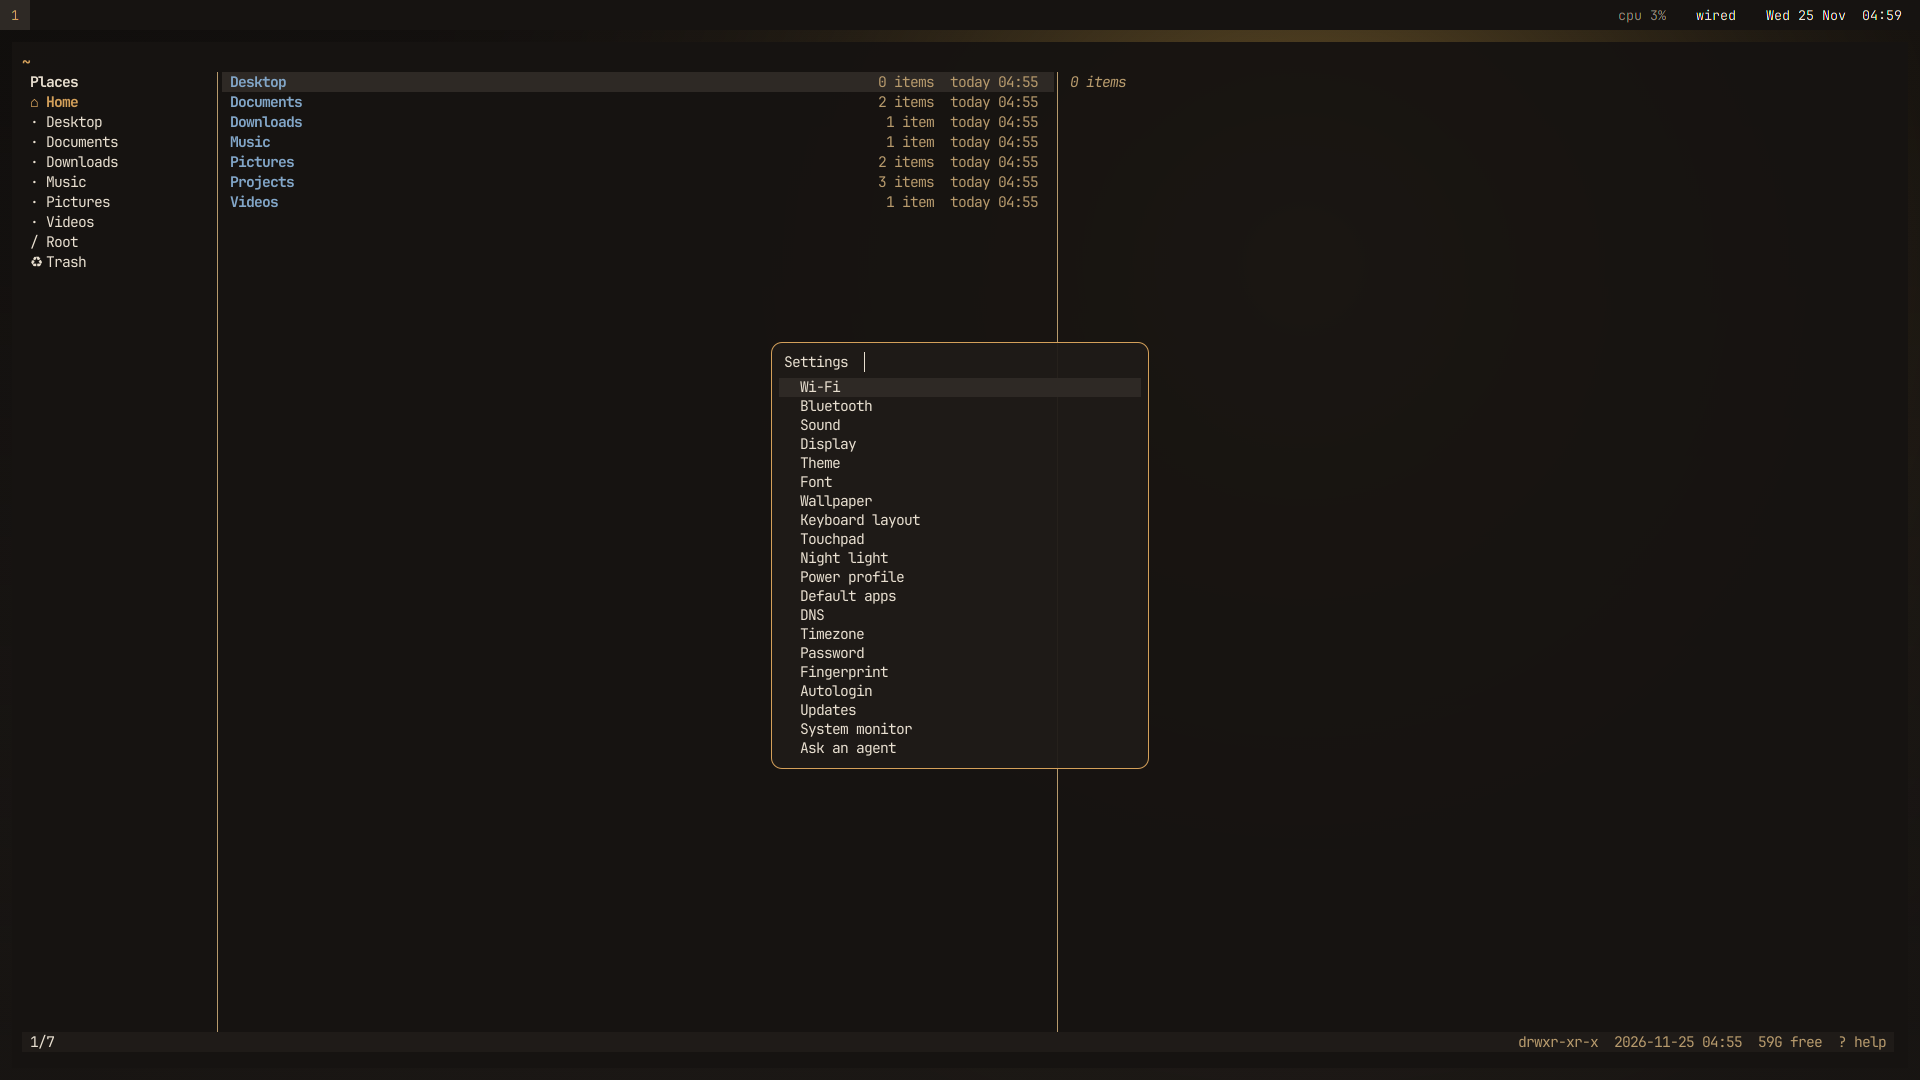 1 cpu 3% wired Wed 25 Nov 04:59
~
Places
⌂ Home
· Desktop
· Documents
· Downloads
· Music
· Pictures
· Videos
/ Root
♻ Trash
Desktop 0 items today 04:55
Documents 2 items today 04:55
Downloads 1 item today 04:55
Music 1 item today 04:55
Pictures 2 items today 04:55
Projects 3 items today 04:55
Videos 1 item today 04:55
0 items
Settings
Wi-Fi
Bluetooth
Sound
Display
Theme
Font
Wallpaper
Keyboard layout
Touchpad
Night light
Power profile
Default apps
DNS
Timezone
Password
Fingerprint
Autologin
Updates
System monitor
Ask an agent
1/7 drwxr-xr-x 2026-11-25 04:55 59G free ? help